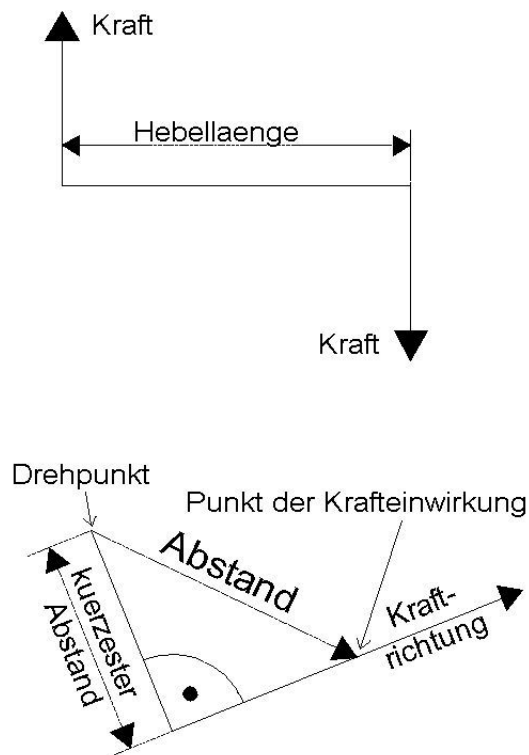 Kraft
Hebellaenge
Kraft
Drehpunkt
Punkt der Krafteinwirkung
Abstand
kuerzester
Abstand
Kraft-
richtung